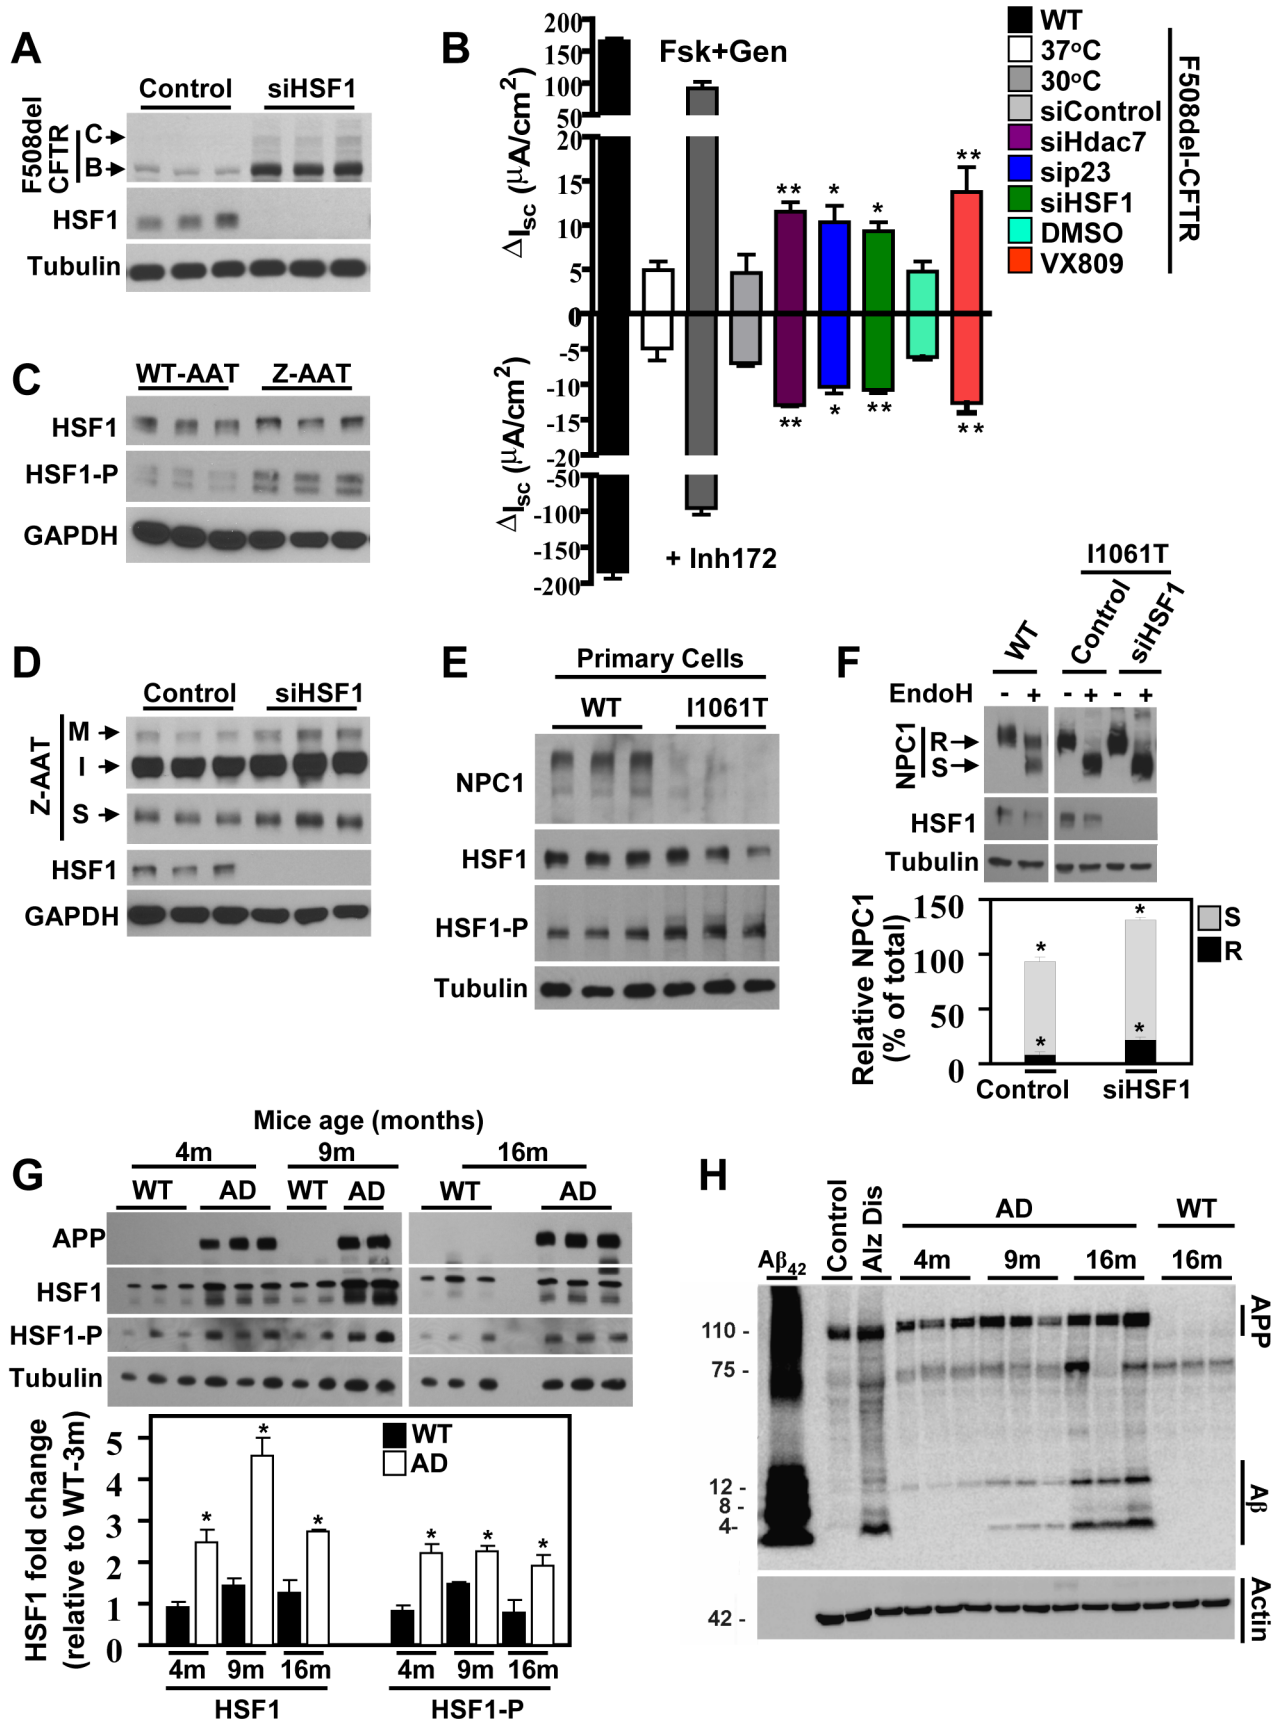 A
Control siHSF1
F508del CFTR
C
B
HSF1
Tubulin
B
ΔIsc (µA/cm2)
200
150
100
50
20
15
10
5
0
-5
-10
-15
-20
-50
-100
-150
-200
ΔIsc (µA/cm2)
Fsk+Gen
** * * **
** * ** **
+ Inh172
WT
37oC
30oC
siControl
siHdac7
sip23
siHSF1
DMSO
VX809
F508del-CFTR
C
WT-AAT Z-AAT
HSF1
HSF1-P
GAPDH
D
Control siHSF1
Z-AAT
M
I
S
HSF1
GAPDH
E
Primary Cells
WT I1061T
NPC1
HSF1
HSF1-P
Tubulin
F
I1061T
WT Control siHSF1
EndoH - + - + - +
NPC1
R
S
HSF1
Tubulin
Relative NPC1
(% of total)
150
100
50
0
* *
* *
S
R
Control siHSF1
G
Mice age (months)
4m 9m 16m
WT AD WT AD WT AD
APP
HSF1
HSF1-P
Tubulin
HSF1 fold change
(relative to WT-3m)
5
4
3
2
1
0
WT
AD
* * * * * *
4m 9m 16m 4m 9m 16m
HSF1 HSF1-P
H
Aβ42 Control Alz Dis
AD WT
4m 9m 16m 16m
110 -
75 -
12 -
8 -
4-
42 -
APP
Aβ
Actin